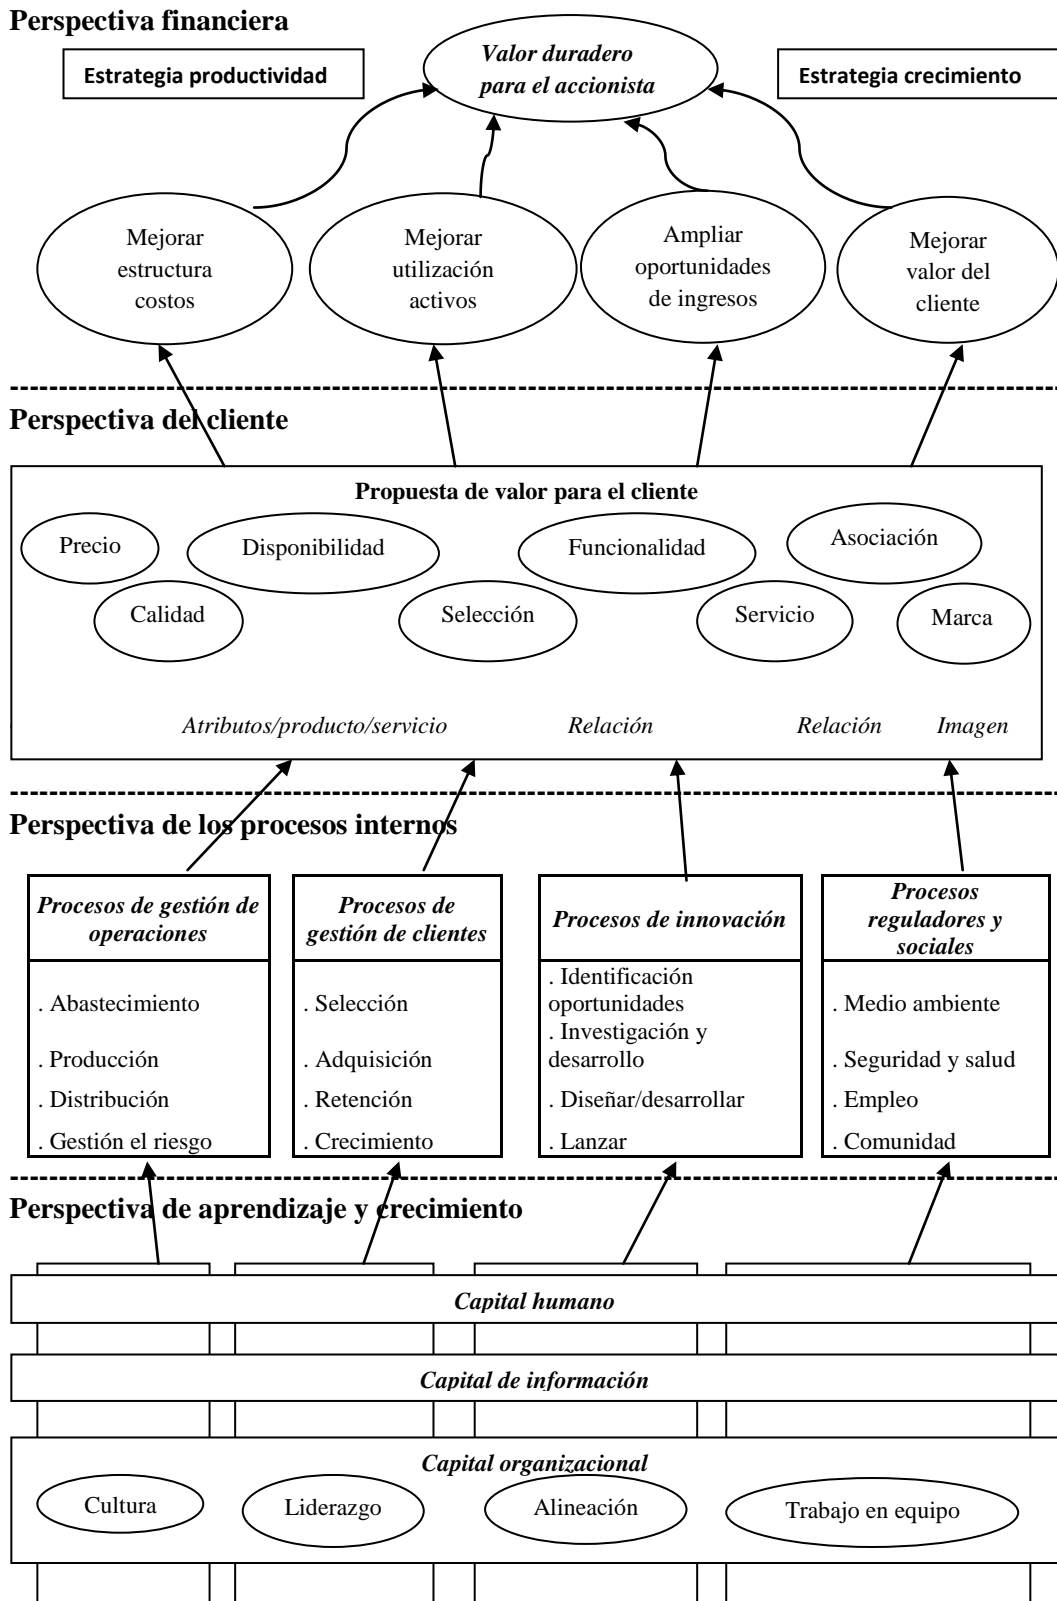 Perspectiva financiera
Estrategia productividad
Valor duradero
para el accionista
Estrategia crecimiento
Mejorar
estructura
costos
Mejorar
utilización
activos
Ampliar
oportunidades
de ingresos
Mejorar
valor del
cliente
Perspectiva del cliente
Propuesta de valor para el cliente
Precio
Disponibilidad
Funcionalidad
Asociación
Calidad
Selección
Servicio
Marca
Atributos/producto/servicio
Relación
Relación
Imagen
Perspectiva de los procesos internos
Procesos de gestión de
operaciones
. Abastecimiento
. Producción
. Distribución
. Gestión el riesgo
Procesos de
gestión de clientes
. Selección
. Adquisición
. Retención
. Crecimiento
Procesos de innovación
. Identificación
oportunidades
. Investigación y
desarrollo
. Diseñar/desarrollar
. Lanzar
Procesos
reguladores y
sociales
. Medio ambiente
. Seguridad y salud
. Empleo
. Comunidad
Perspectiva de aprendizaje y crecimiento
Capital humano
Capital de información
Capital organizacional
Cultura
Liderazgo
Alineación
Trabajo en equipo